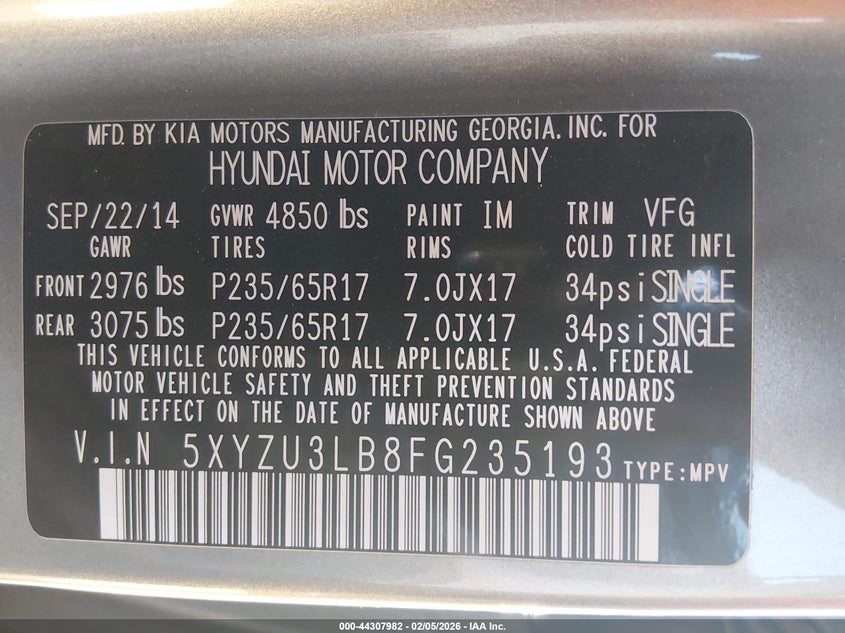 MFD. BY KIA MOTORS MANUFACTURING GEORGIA, INC. FOR
HYUNDAI MOTOR COMPANY
SEP/22/14 GVWR 4850 lbs PAINT IM TRIM VFG
GAWR TIRES RIMS COLD TIRE INFL
FRONT 2976 lbs P235/65R17 7.0JX17 34psi SINGLE
REAR 3075 lbs P235/65R17 7.0JX17 34psi SINGLE
THIS VEHICLE CONFORMS TO ALL APPLICABLE U.S.A. FEDERAL
MOTOR VEHICLE SAFETY AND THEFT PREVENTION STANDARDS
IN EFFECT ON THE DATE OF MANUFACTURE SHOWN ABOVE
V.I.N 5XYZU3LB8FG235193 TYPE:MPV
000-44307982 - 02/05/2026 - IAA Inc.